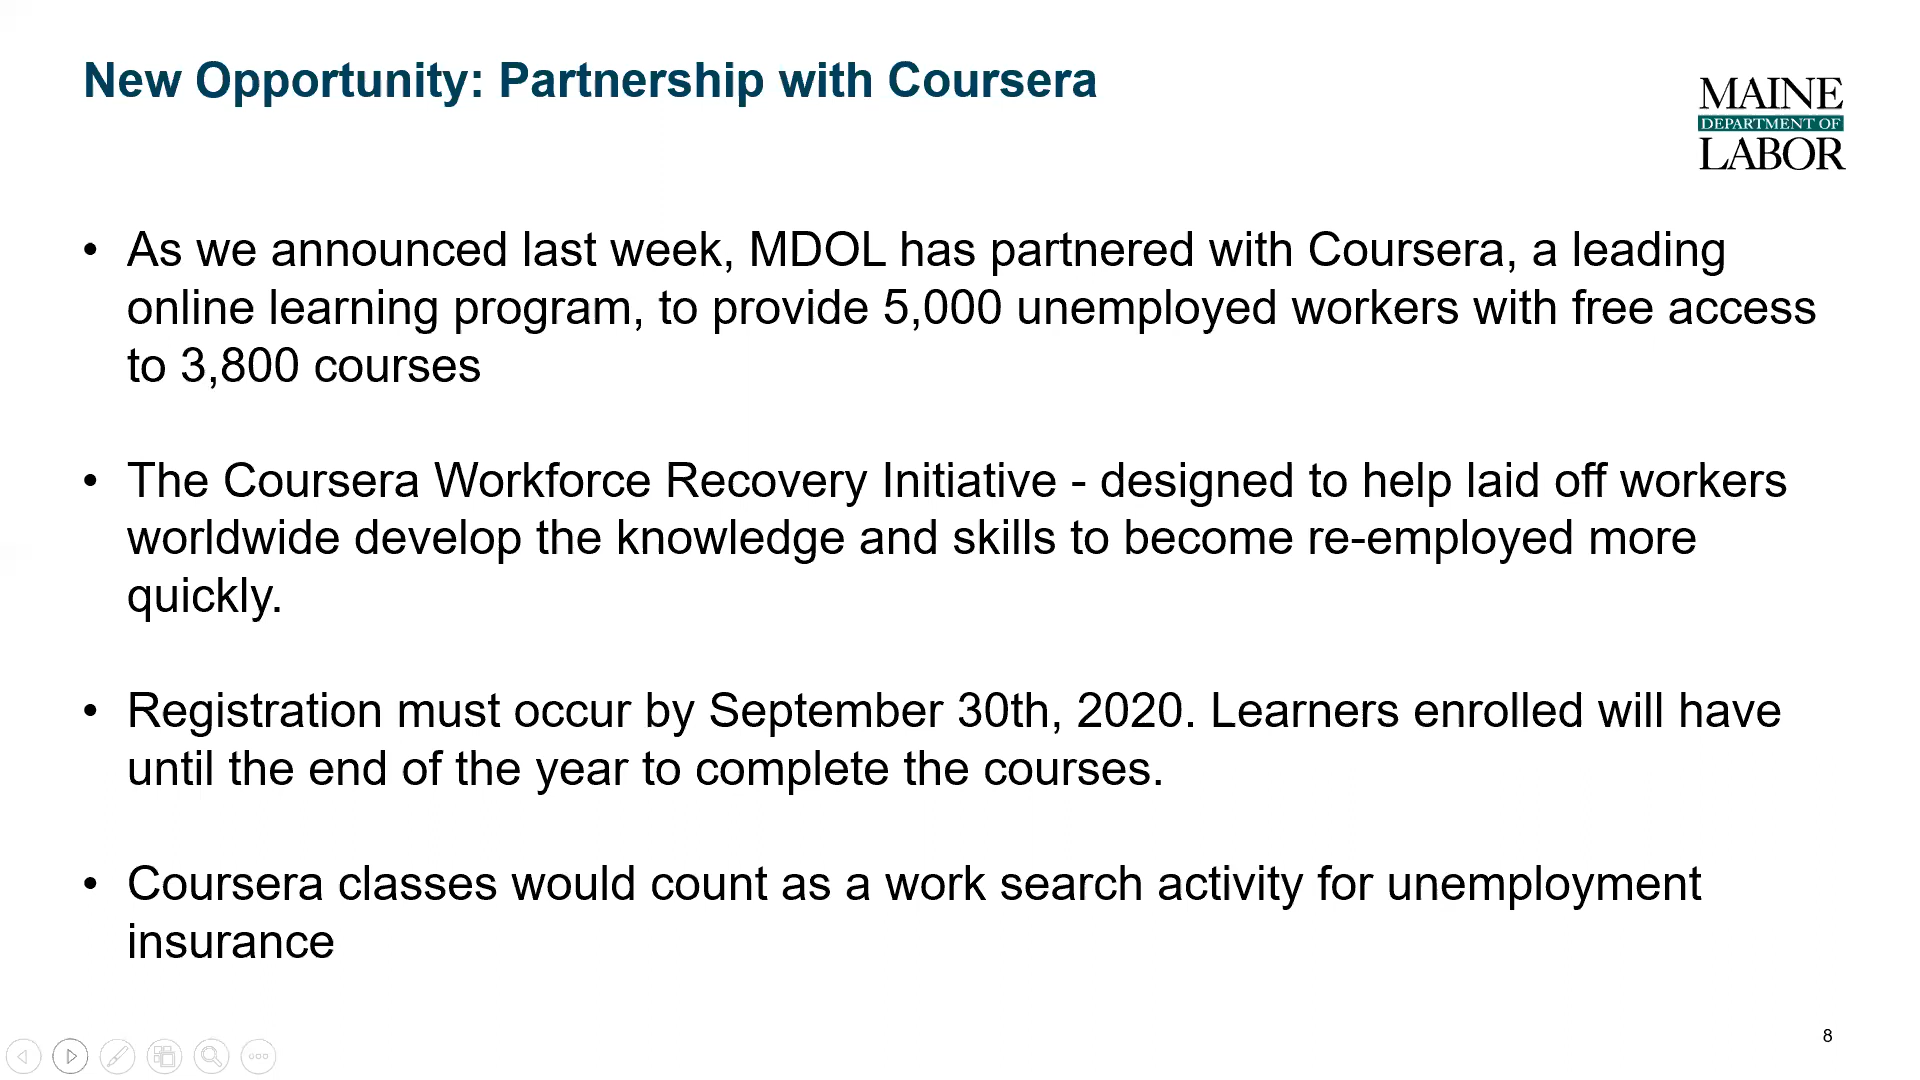 New Opportunity: Partnership with Coursera
MAINE
DEPARTMENT OF
LABOR
• As we announced last week, MDOL has partnered with Coursera, a leading
online learning program, to provide 5,000 unemployed workers with free access
to 3,800 courses
• The Coursera Workforce Recovery Initiative - designed to help laid off workers
worldwide develop the knowledge and skills to become re-employed more
quickly.
• Registration must occur by September 30th, 2020. Learners enrolled will have
until the end of the year to complete the courses.
• Coursera classes would count as a work search activity for unemployment
insurance
8